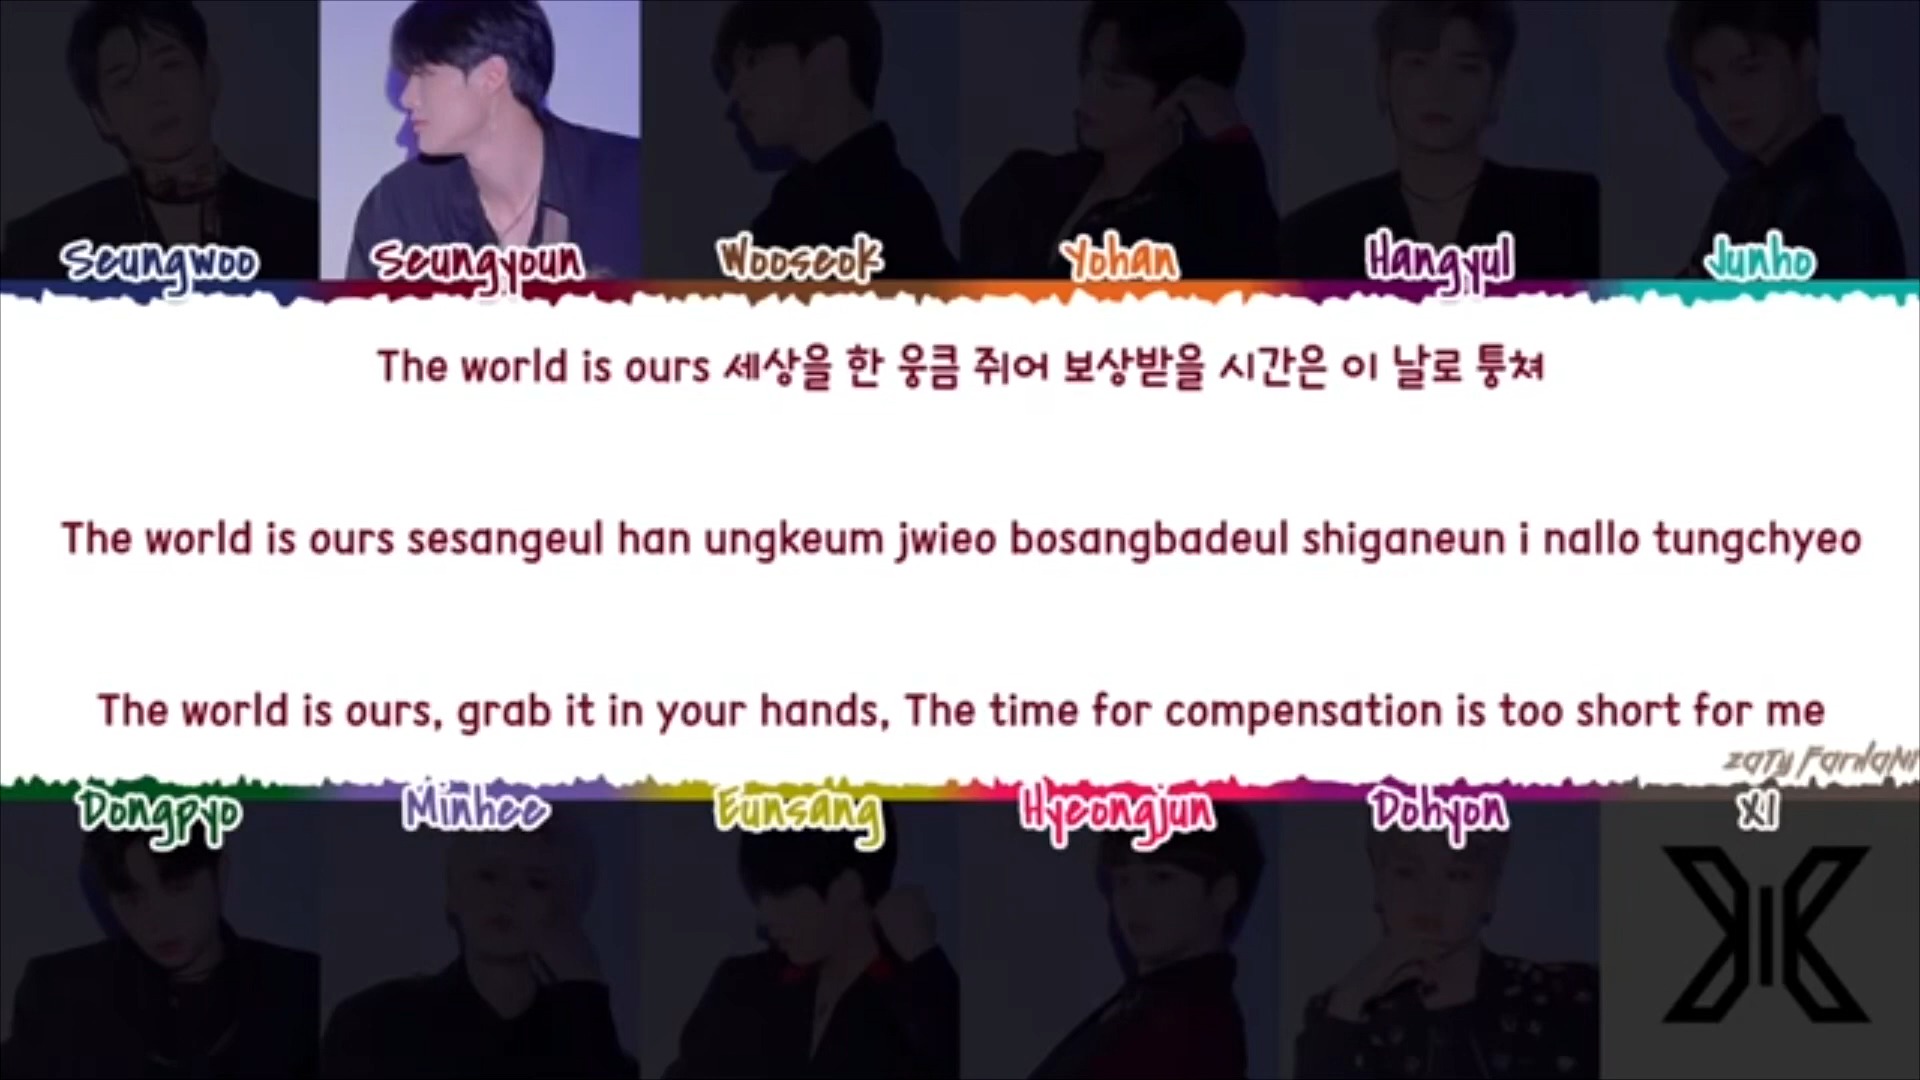 Seungwoo Seungyoun Wooseok Yohan Hangyul Junho
The world is ours 세상을 한 웅큼 쥐어 보상받을 시간은 이 날로 퉁쳐
The world is ours sesangeul han ungkeum jwieo bosangbadeul shiganeun i nallo tungchyeo
The world is ours, grab it in your hands, The time for compensation is too short for me
zaty farhani
Dongpyo Minhee Eunsang Hyeongjun Dohyon X1